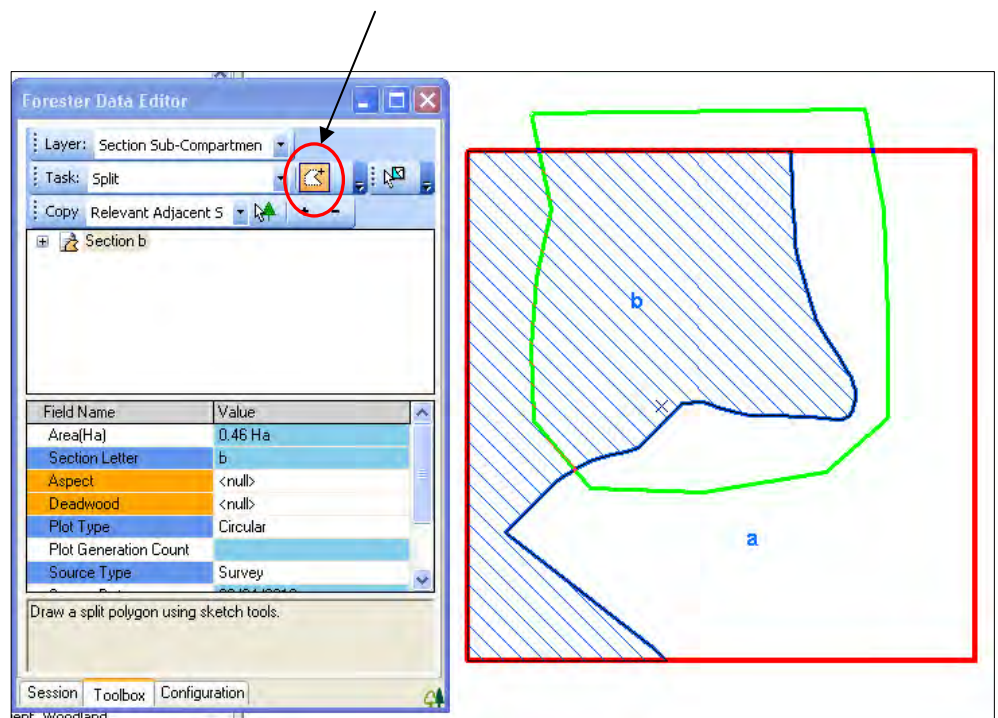 Forester Data Editor
Layer: Section Sub-Compartmen
Task: Split
Copy Relevant Adjacent S
Section b
Field Name Value
Area(Ha) 0.46 Ha
Section Letter b
Aspect <null>
Deadwood <null>
Plot Type Circular
Plot Generation Count
Source Type Survey
Draw a split polygon using sketch tools.
Session Toolbox Configuration
Woodland
b
a